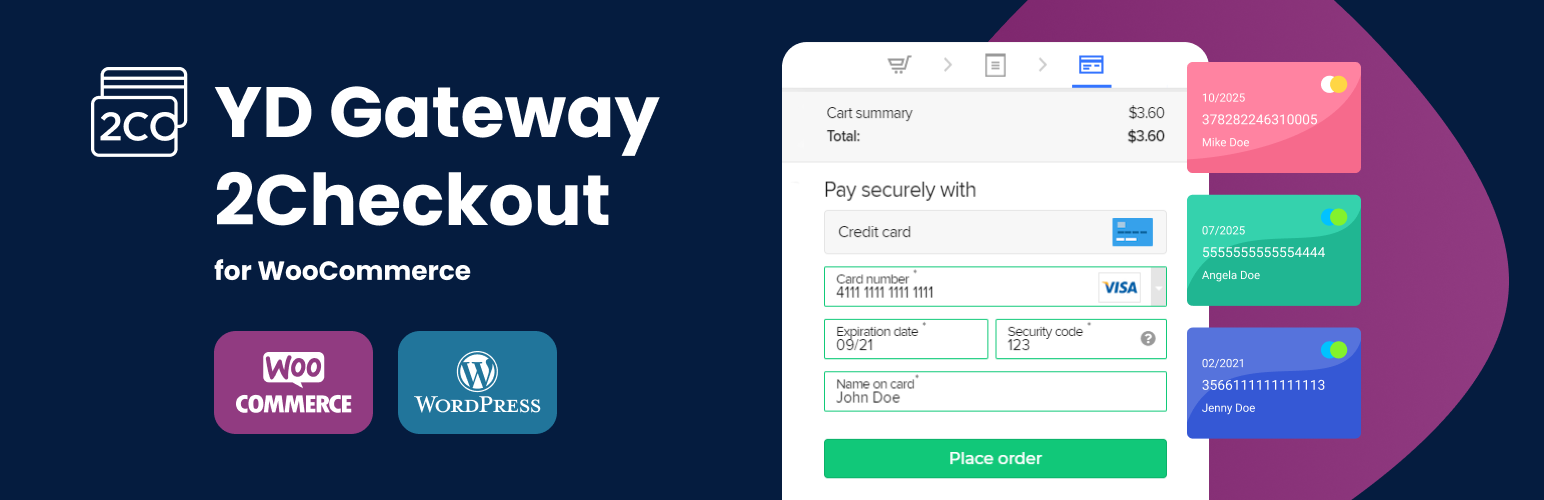 2CO
YD Gateway
2Checkout
for WooCommerce
WOO
COMMERCE
WORDPRESS
Cart summary $3.60
Total: $3.60
Pay securely with
Credit card
Card number *
4111 1111 1111 1111
VISA
Expiration date *
09/21
Security code *
123
?
Name on card*
John Doe
Place order
10/2025
378282246310005
Mike Doe
07/2025
5555555555554444
Angela Doe
02/2021
3566111111111113
Jenny Doe